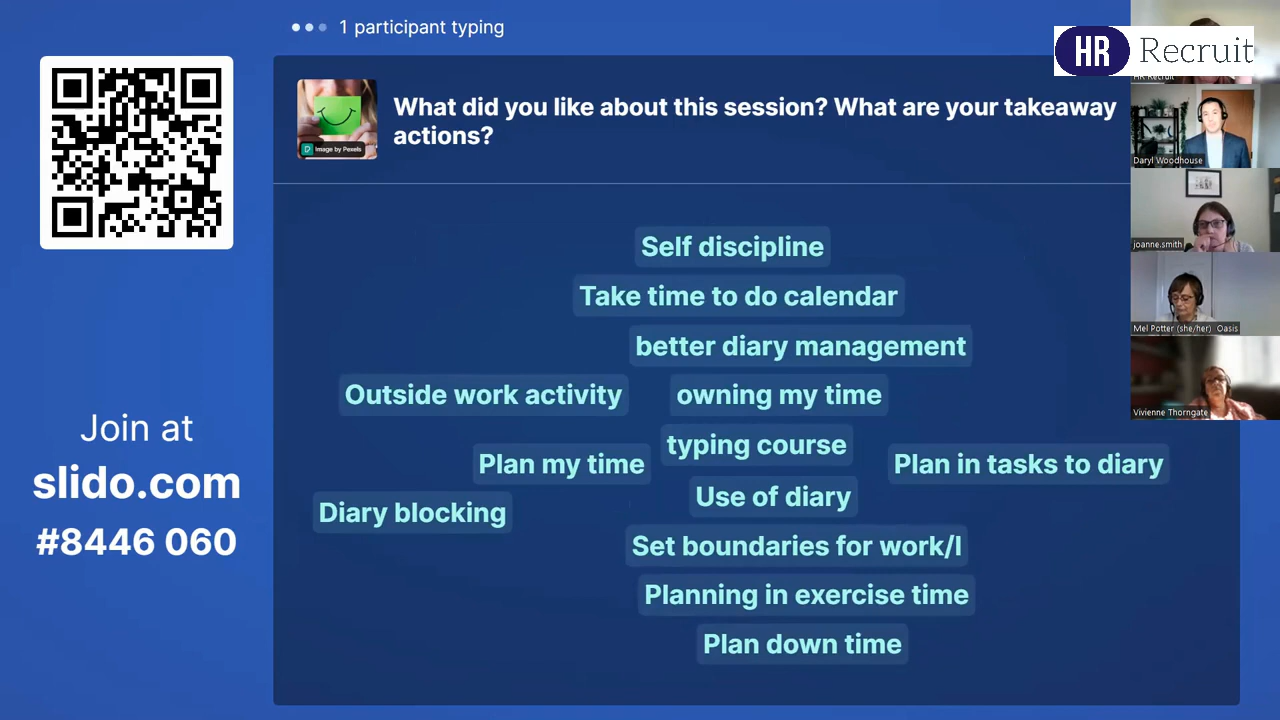 1 participant typing
HR Recruit
What did you like about this session? What are your takeaway
actions?
Image by Pexels
HR Recruit
Daryl Woodhouse
joanne.smith
Mel Potter (she/her) Oasis
Vivienne Thorngate
Self discipline
Take time to do calendar
better diary management
Outside work activity
owning my time
typing course
Plan my time
Plan in tasks to diary
Use of diary
Diary blocking
Set boundaries for work/l
Planning in exercise time
Plan down time
Join at
slido.com
#8446 060